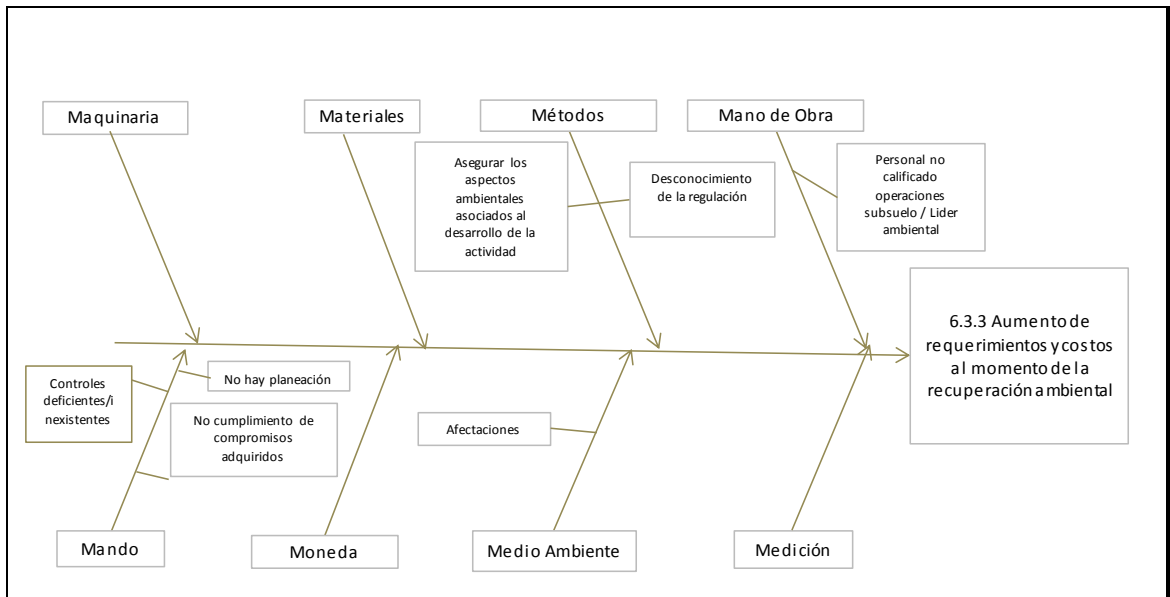 Maquinaria
Materiales
Métodos
Mano de Obra
Asegurar los
aspectos
ambientales
asociados al
desarrollo de la
actividad
Desconocimiento
de la regulación
Personal no
calificado
operaciones
subsuelo / Lider
ambiental
6.3.3 Aumento de
requerimientos y costos
al momento de la
recuperación ambiental
Controles
deficientes/i
nexistentes
No hay planeación
No cumplimiento de
compromisos
adquiridos
Afectaciones
Mando
Moneda
Medio Ambiente
Medición